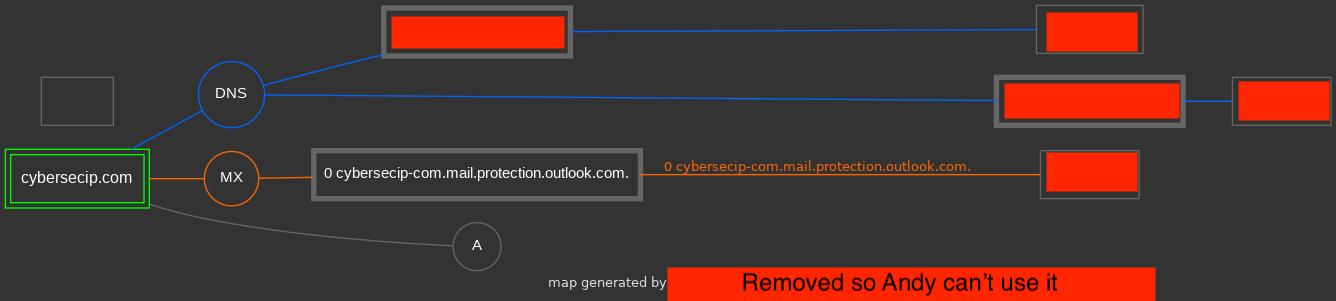 DNS
cybersecip.com
MX
0 cybersecip-com.mail.protection.outlook.com.
0 cybersecip-com.mail.protection.outlook.com.
A
map generated by Removed so Andy can’t use it